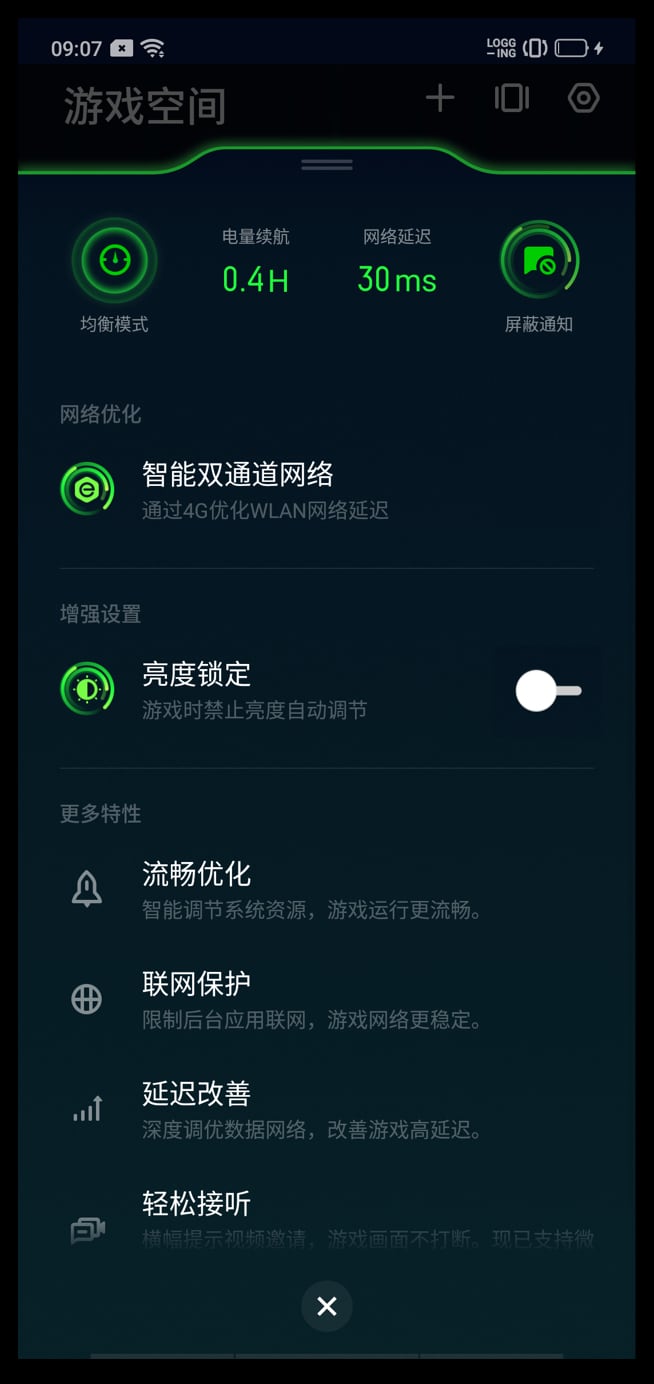 09:07
LOGG
-ING
游戏空间
电量续航
网络延迟
0.4H
30ms
均衡模式
屏蔽通知
网络优化
智能双通道网络
通过4G优化WLAN网络延迟
增强设置
亮度锁定
游戏时禁止亮度自动调节
更多特性
流畅优化
智能调节系统资源，游戏运行更流畅。
联网保护
限制后台应用联网，游戏网络更稳定。
延迟改善
深度调优数据网络，改善游戏高延迟。
轻松接听
横幅提示视频邀请，游戏画面不打断。现已支持微